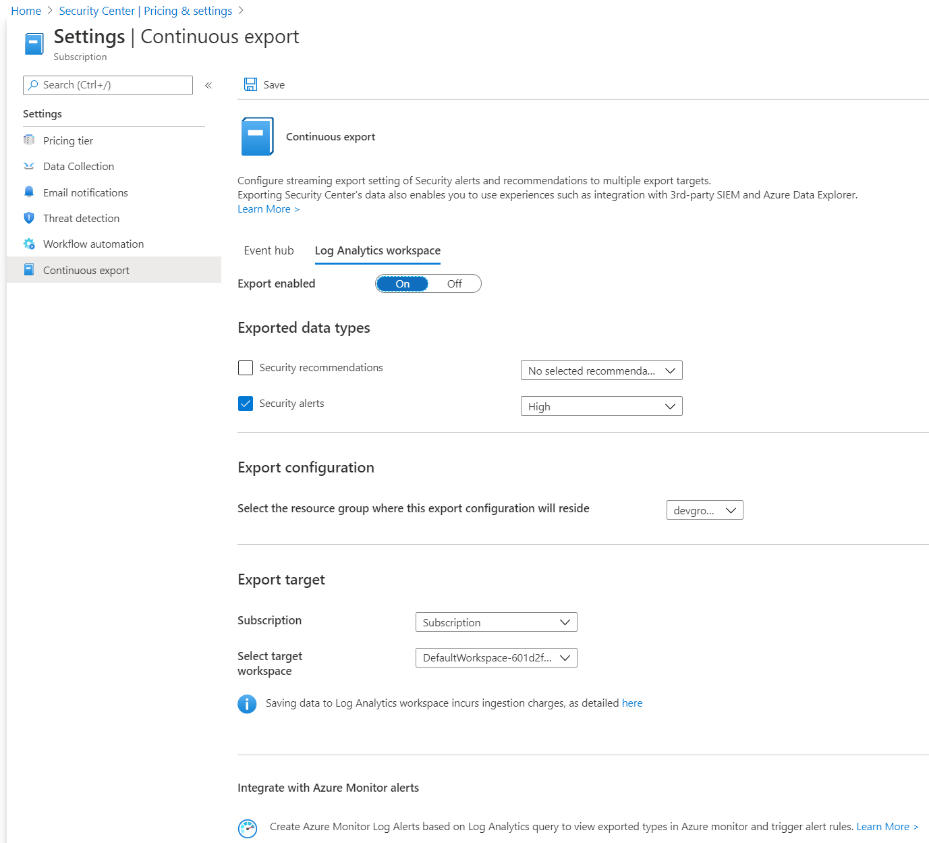 Home > Security Center | Pricing & settings >
Settings | Continuous export
Subscription
Search (Ctrl+/)
«
Settings
Pricing tier
Data Collection
Email notifications
Threat detection
Workflow automation
Continuous export
Save
Continuous export
Configure streaming export setting of Security alerts and recommendations to multiple export targets.
Exporting Security Center's data also enables you to use experiences such as integration with 3rd-party SIEM and Azure Data Explorer.
Learn More >
Event hub Log Analytics workspace
Export enabled On Off
Exported data types
Security recommendations No selected recommenda...
Security alerts High
Export configuration
Select the resource group where this export configuration will reside devgro...
Export target
Subscription Subscription
Select target
workspace DefaultWorkspace-601d2f...
Saving data to Log Analytics workspace incurs ingestion charges, as detailed here
Integrate with Azure Monitor alerts
Create Azure Monitor Log Alerts based on Log Analytics query to view exported types in Azure monitor and trigger alert rules. Learn More >